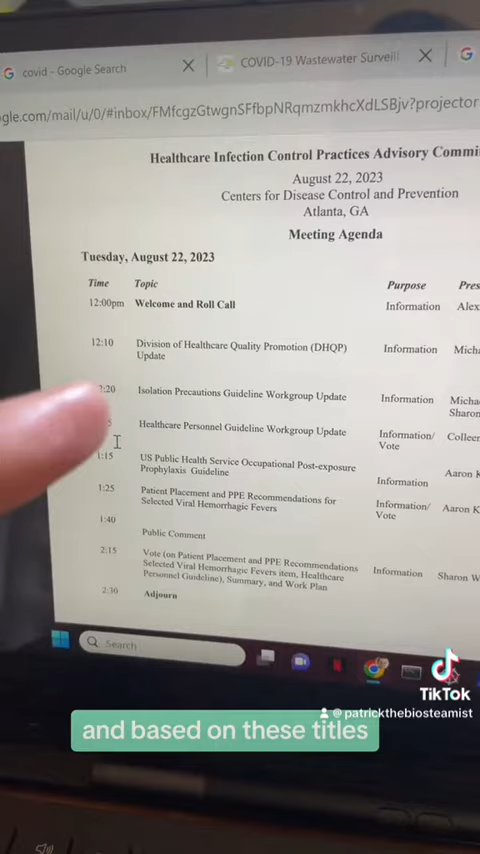 covid - Google Search
COVID-19 Wastewater Surveill
gle.com/mail/u/0/#inbox/FMfcgzGtwgnSFfbpNRqmzmkhcXdLSBjv?projector
Healthcare Infection Control Practices Advisory Commi
August 22, 2023
Centers for Disease Control and Prevention
Atlanta, GA
Meeting Agenda
Tuesday, August 22, 2023
Time Topic Purpose Pres
12:00pm Welcome and Roll Call Information Alex
12:10 Division of Healthcare Quality Promotion (DHQP) Information Micha
Update
2:20 Isolation Precautions Guideline Workgroup Update Information Micha
Sharon
5 Healthcare Personnel Guideline Workgroup Update Information/ Colleen
Vote
1:15 US Public Health Service Occupational Post-exposure Information Aaron K
Prophylaxis Guideline
1:25 Patient Placement and PPE Recommendations for Information/ Aaron K
Selected Viral Hemorrhagic Fevers Vote
1:40 Public Comment
2:15 Vote (on Patient Placement and PPE Recommendations Information Sharon W
Selected Viral Hemorrhagic Fevers item, Healthcare
Personnel Guideline), Summary, and Work Plan
2:30 Adjourn
Search
TikTok
@patrickthebiosteamist
and based on these titles